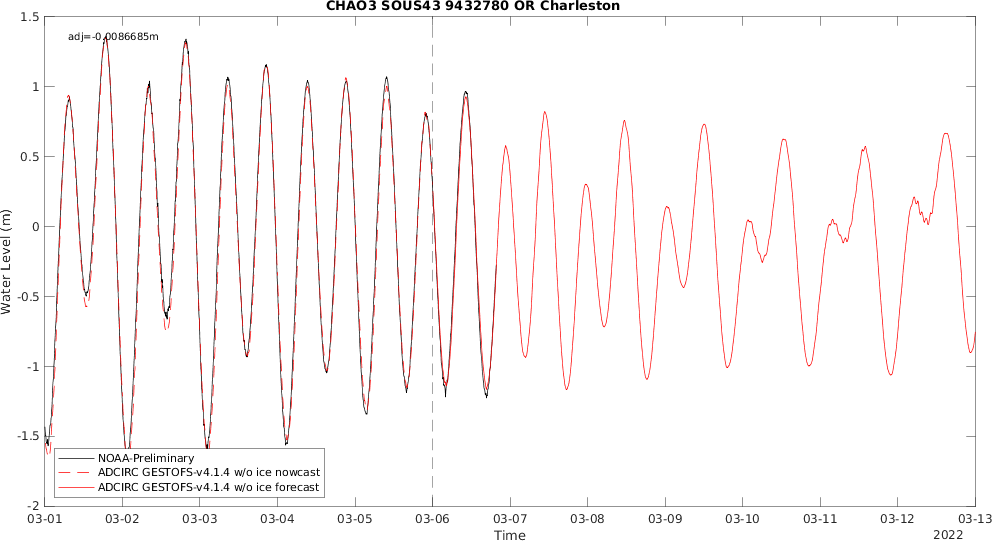 CHAO3 SOUS43 9432780 OR Charleston
adj=-0.0086685m
1.5
1
0.5
0
-0.5
-1
-1.5
-2
Water Level (m)
NOAA-Preliminary
ADCIRC GESTOFS-v4.1.4 w/o ice nowcast
ADCIRC GESTOFS-v4.1.4 w/o ice forecast
03-01 03-02 03-03 03-04 03-05 03-06 03-07 03-08 03-09 03-10 03-11 03-12 03-13
Time
2022